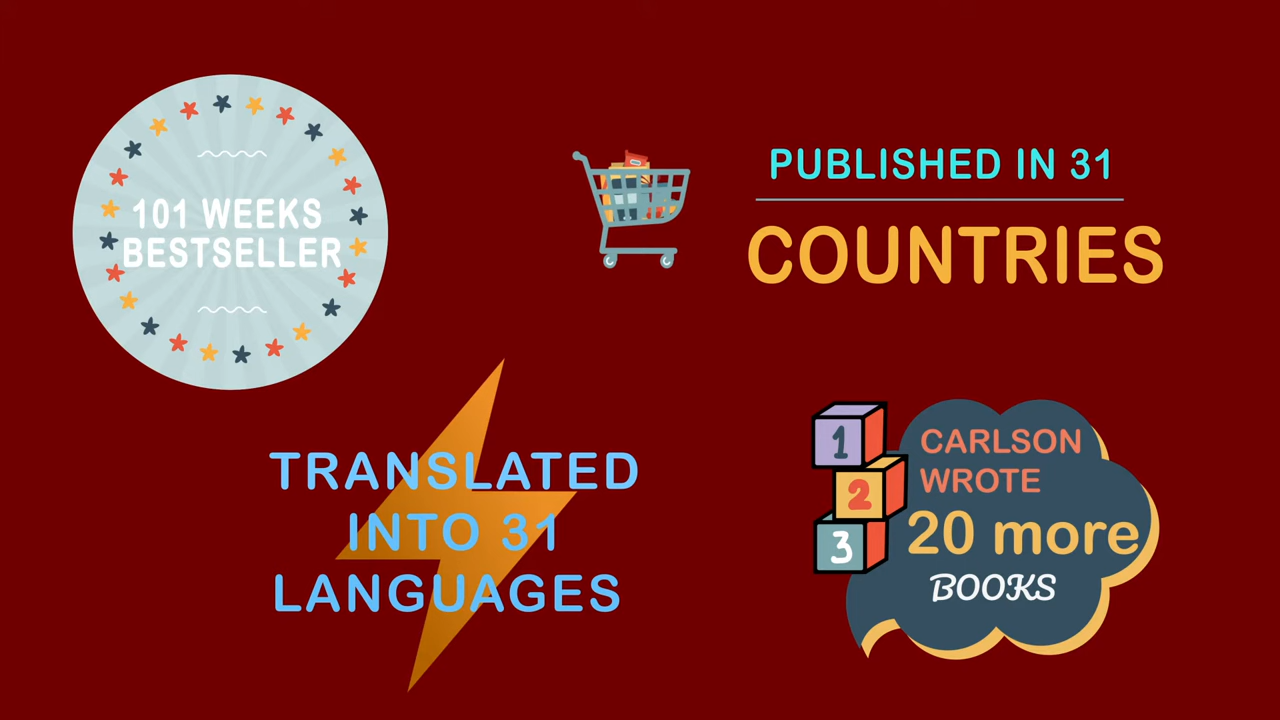 101 WEEKS
BESTSELLER
PUBLISHED IN 31
COUNTRIES
TRANSLATED
INTO 31
LANGUAGES
1
2
3
CARLSON
WROTE
20 more
BOOKS